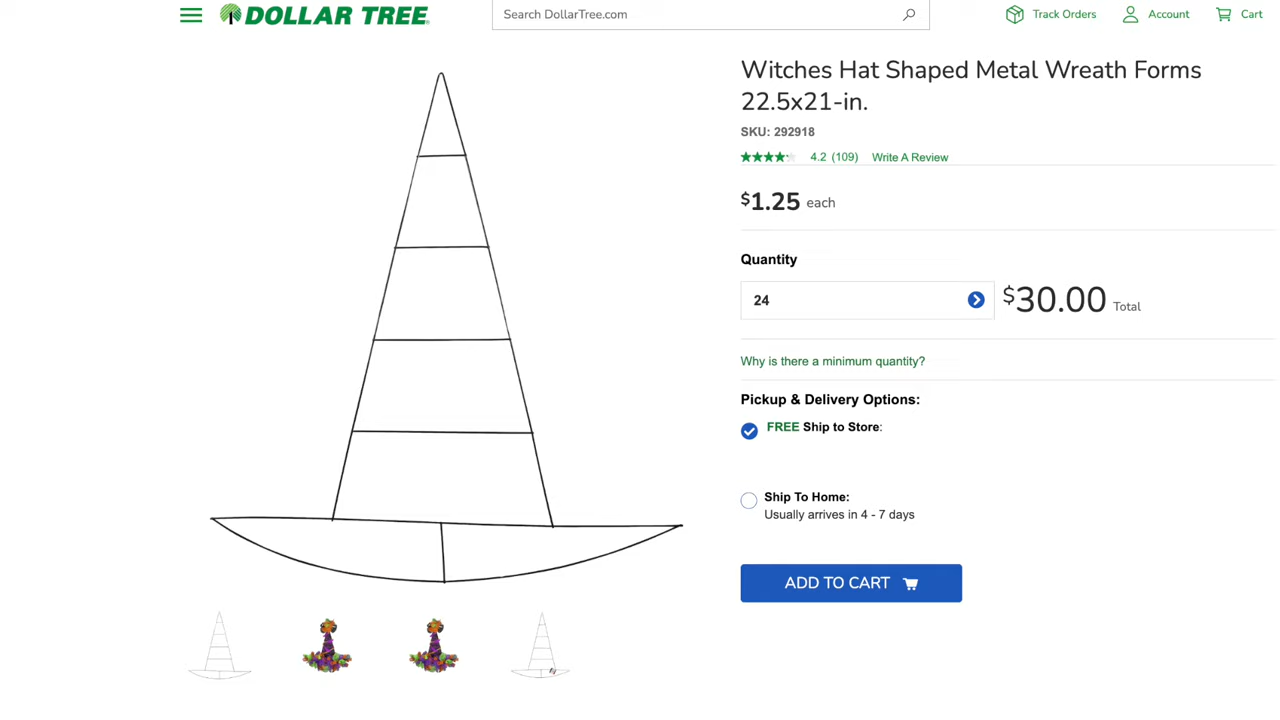 DOLLAR TREE
Search DollarTree.com
Track Orders
Account
Cart
Witches Hat Shaped Metal Wreath Forms
22.5x21-in.
SKU: 292918
4.2 (109) Write A Review
$1.25 each
Quantity
24
$30.00 Total
Why is there a minimum quantity?
Pickup & Delivery Options:
FREE Ship to Store:
Ship To Home:
Usually arrives in 4 - 7 days
ADD TO CART